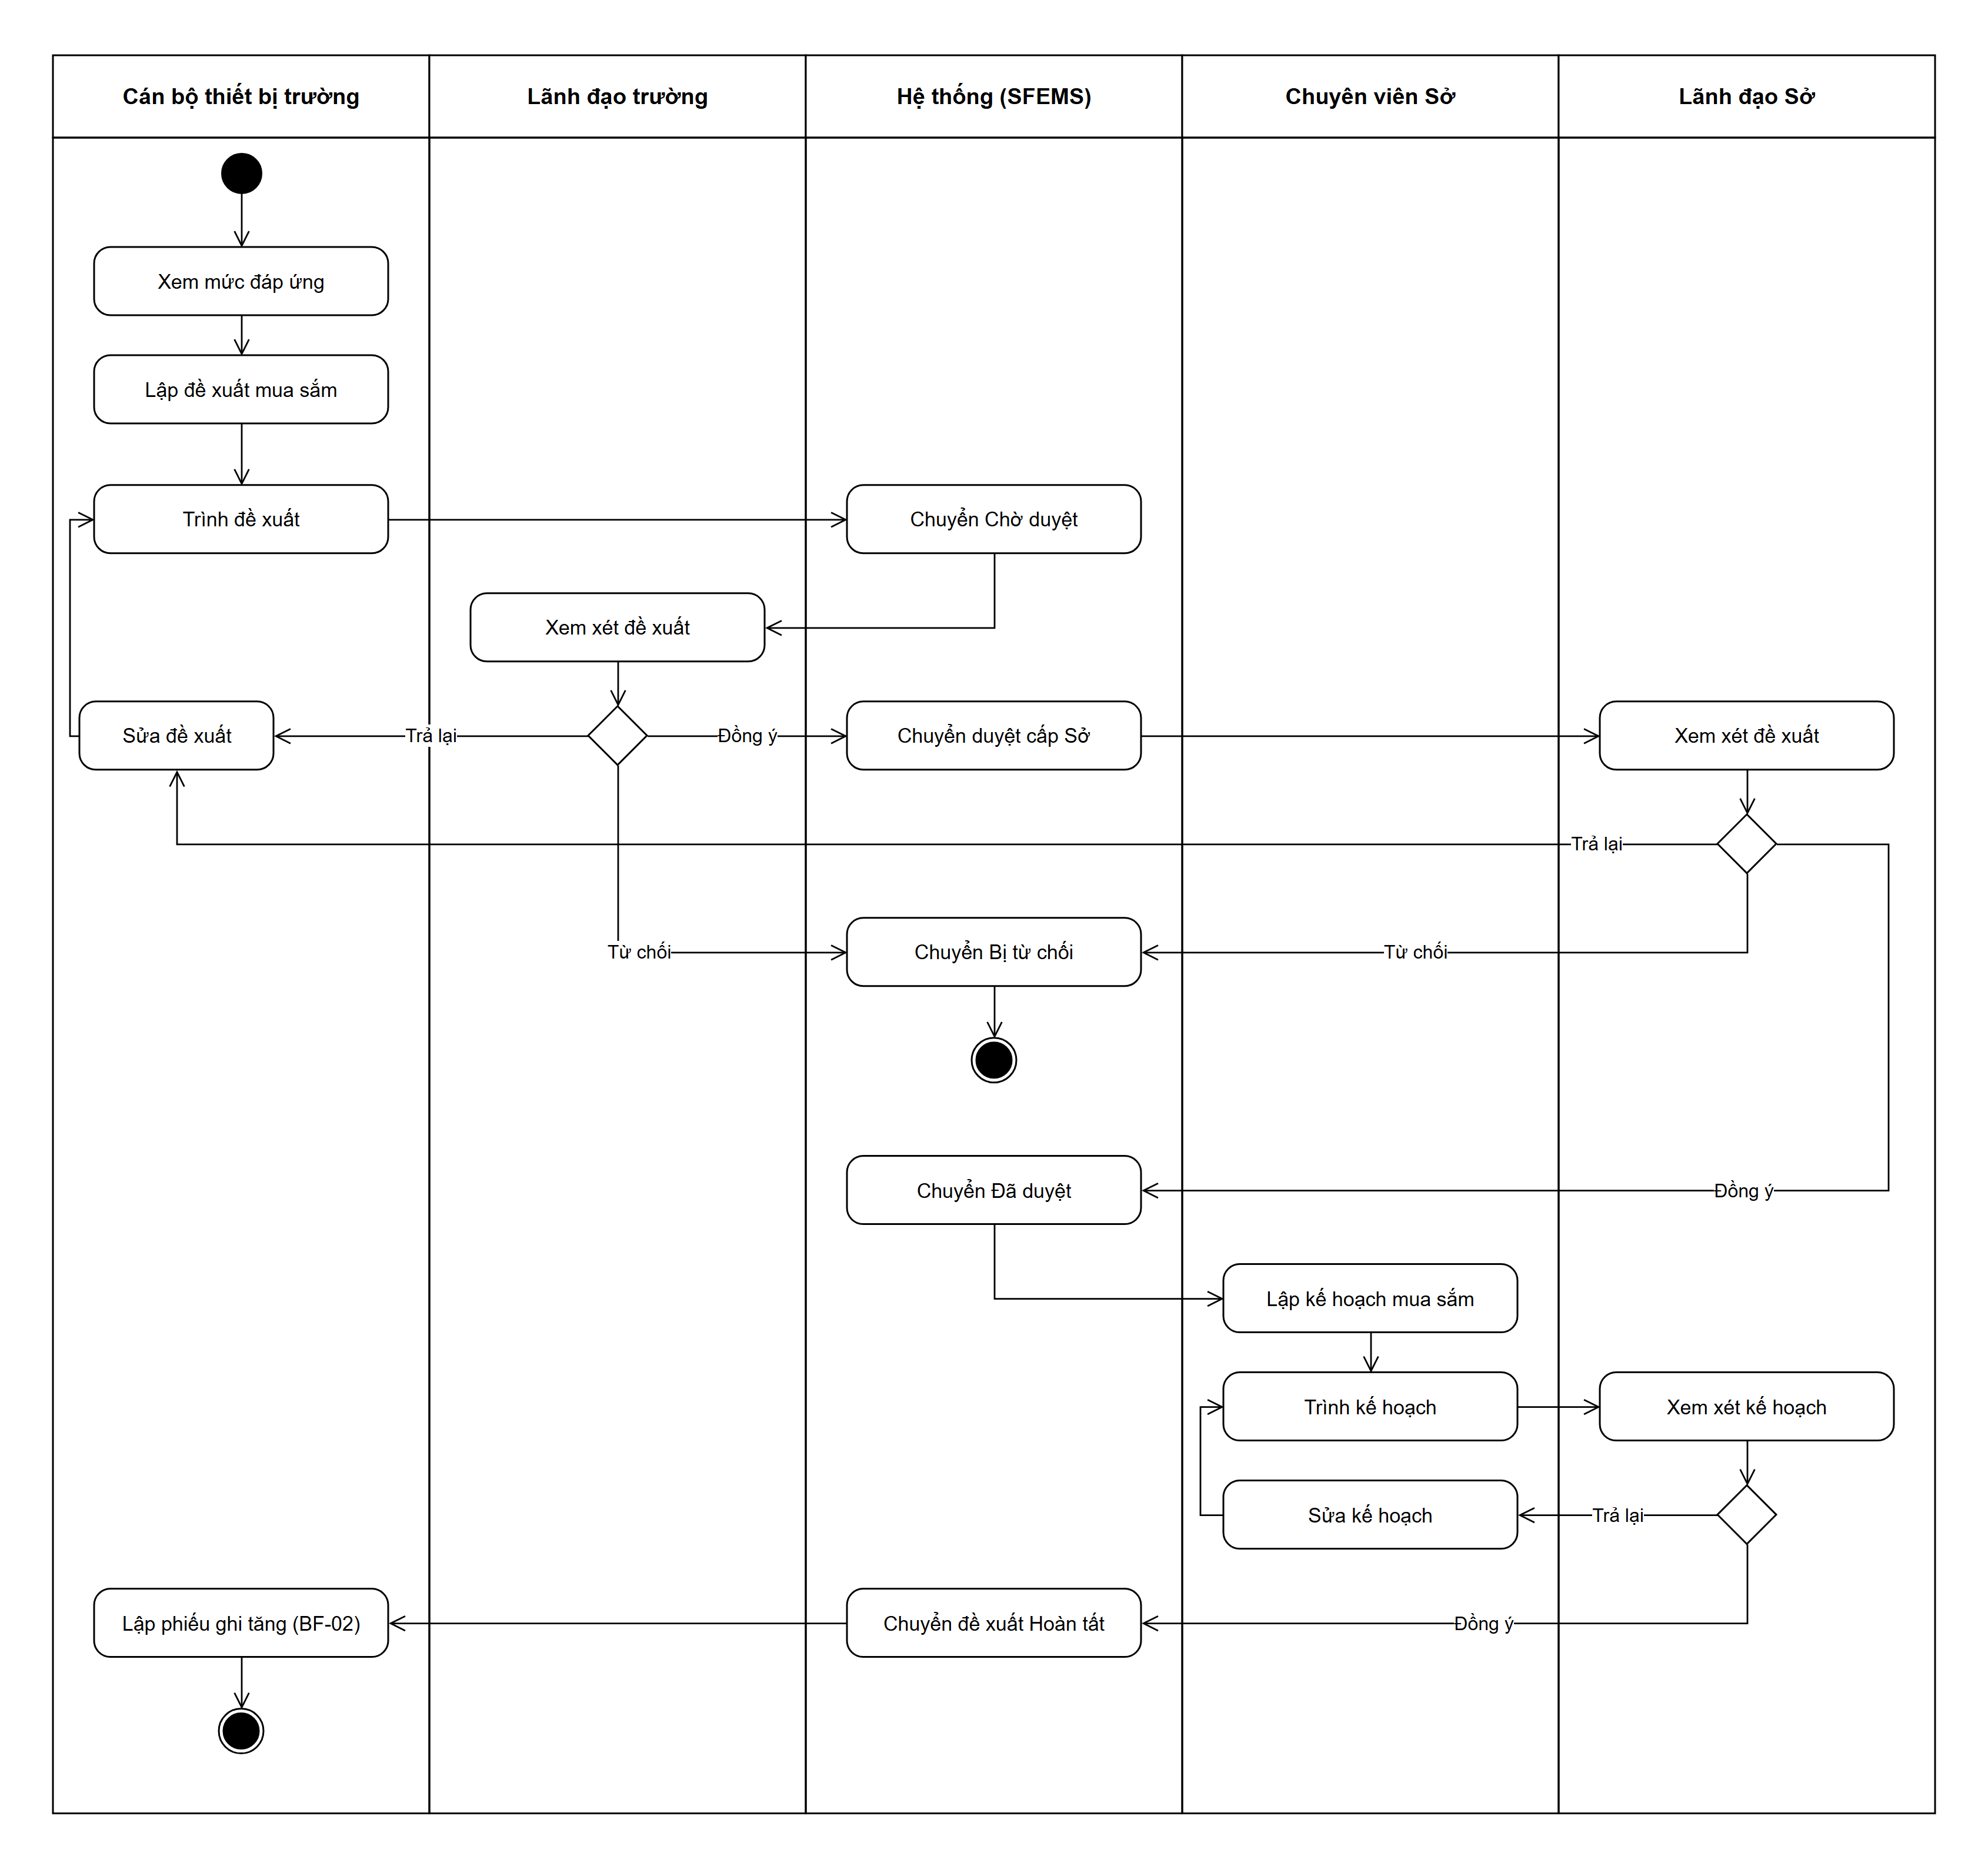 Cán bộ thiết bị trường
Lãnh đạo trường
Hệ thống (SFEMS)
Chuyên viên Sở
Lãnh đạo Sở
Xem mức đáp ứng
Lập đề xuất mua sắm
Trình đề xuất
Chuyển Chờ duyệt
Xem xét đề xuất
Sửa đề xuất
Trả lại
Đồng ý
Chuyển duyệt cấp Sở
Xem xét đề xuất
Trả lại
Từ chối
Chuyển Bị từ chối
Từ chối
Chuyển Đã duyệt
Đồng ý
Lập kế hoạch mua sắm
Trình kế hoạch
Xem xét kế hoạch
Sửa kế hoạch
Trả lại
Lập phiếu ghi tăng (BF-02)
Chuyển đề xuất Hoàn tất
Đồng ý